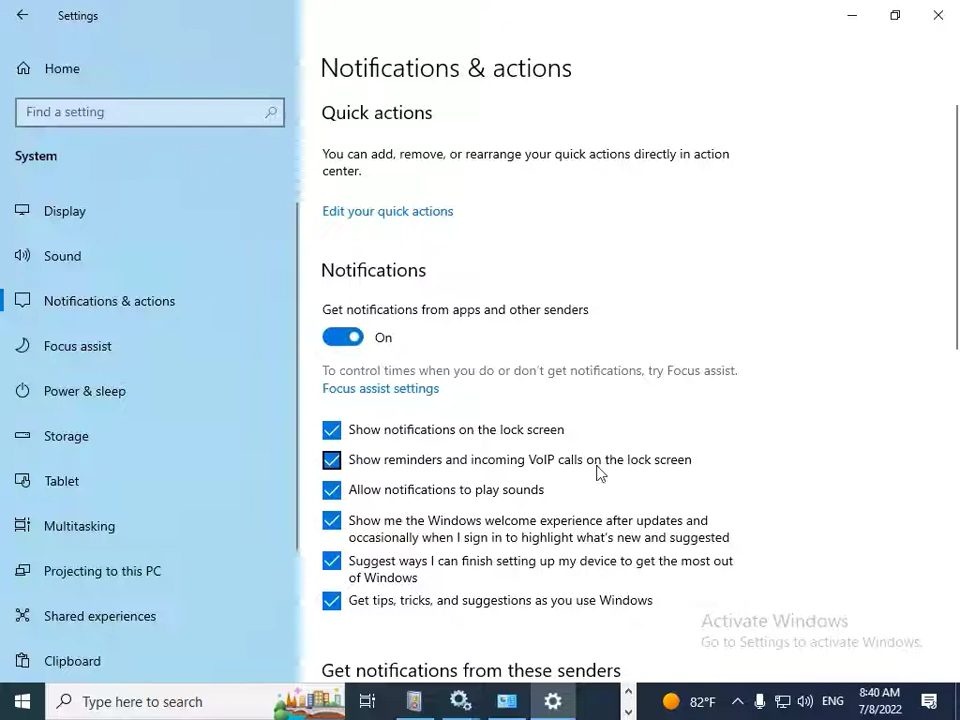 Settings
Home
Find a setting
System
Display
Sound
Notifications & actions
Focus assist
Power & sleep
Storage
Tablet
Multitasking
Projecting to this PC
Shared experiences
Clipboard
Notifications & actions
Quick actions
You can add, remove, or rearrange your quick actions directly in action
center.
Edit your quick actions
Notifications
Get notifications from apps and other senders
On
To control times when you do or don't get notifications, try Focus assist.
Focus assist settings
Show notifications on the lock screen
Show reminders and incoming VoIP calls on the lock screen
Allow notifications to play sounds
Show me the Windows welcome experience after updates and
occasionally when I sign in to highlight what's new and suggested
Suggest ways I can finish setting up my device to get the most out
of Windows
Get tips, tricks, and suggestions as you use Windows
Get notifications from these senders
Activate Windows
Go to Settings to activate Windows.
Type here to search
82°F
ENG
8:40 AM
7/8/2022